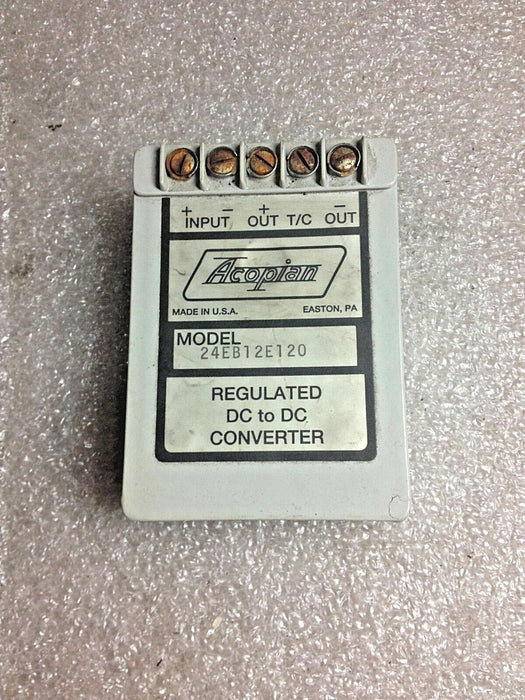 + − + −
INPUT OUT T/C OUT
Acopian
MADE IN U.S.A. EASTON, PA
MODEL
24EB12E120
REGULATED
DC to DC
CONVERTER